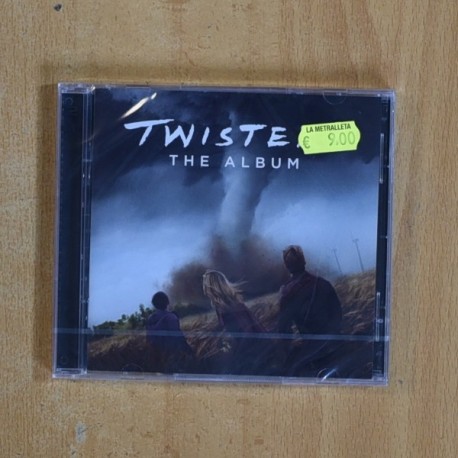 TWISTE
THE ALBUM
LA METRALLETA
€ 9.00